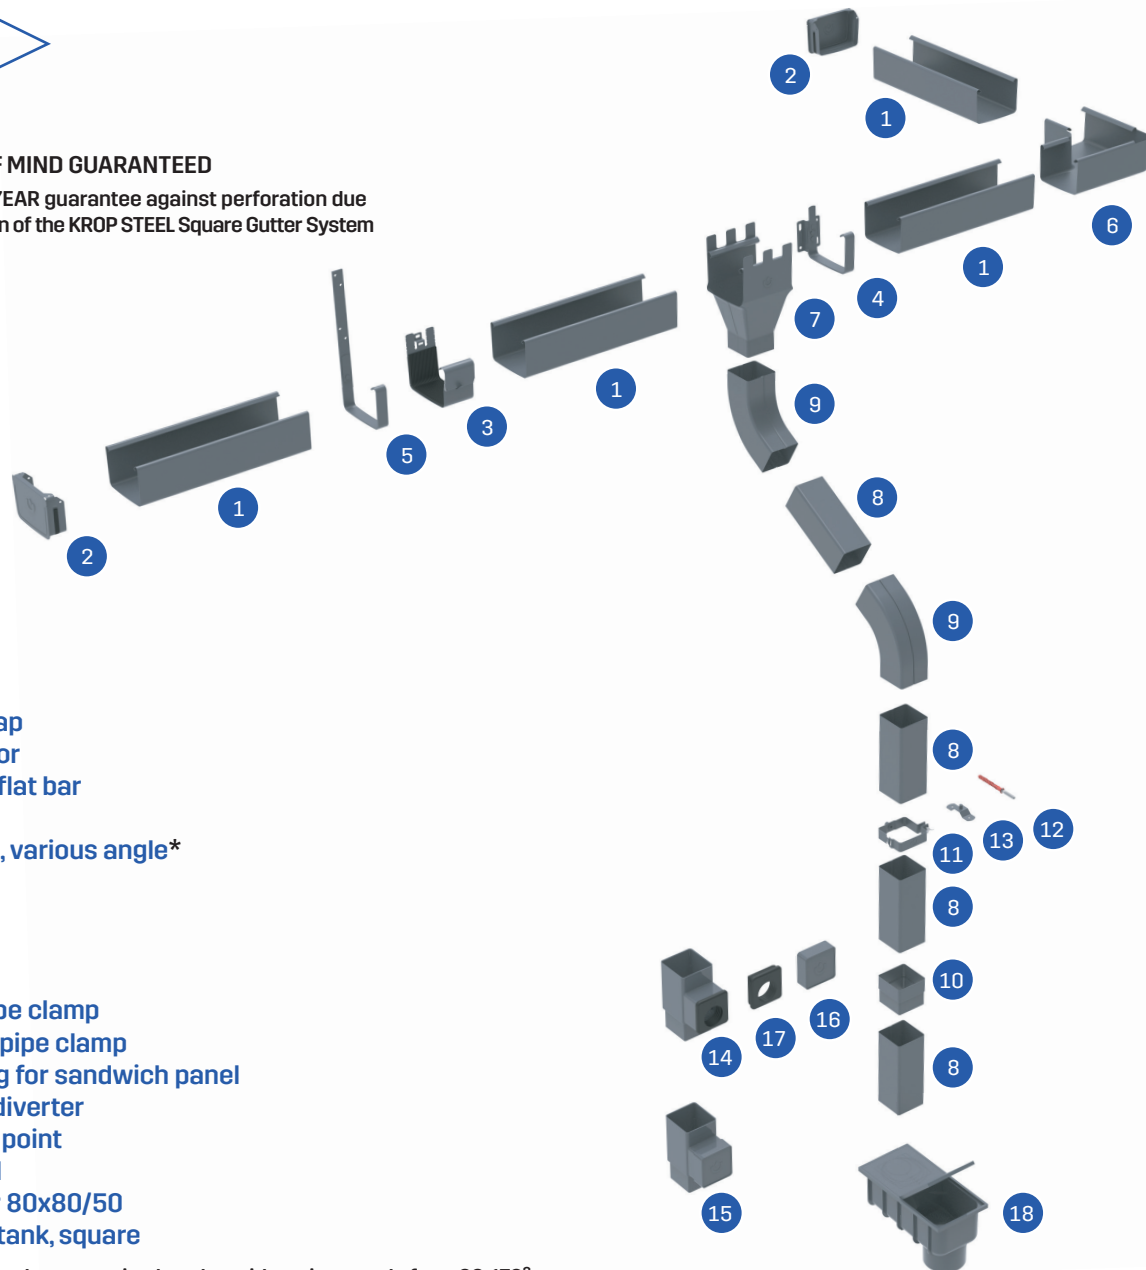 2
1
F MIND GUARANTEED
YEAR guarantee against perforation due
n of the KROP STEEL Square Gutter System
6
1
4
7
1
9
3
5
8
1
2
9
ap
or
flat bar
, various angle*
8
12
13
11
8
10
pe clamp
pipe clamp
g for sandwich panel
diverter
point
80x80/50
tank, square
16
17
14
8
15
18